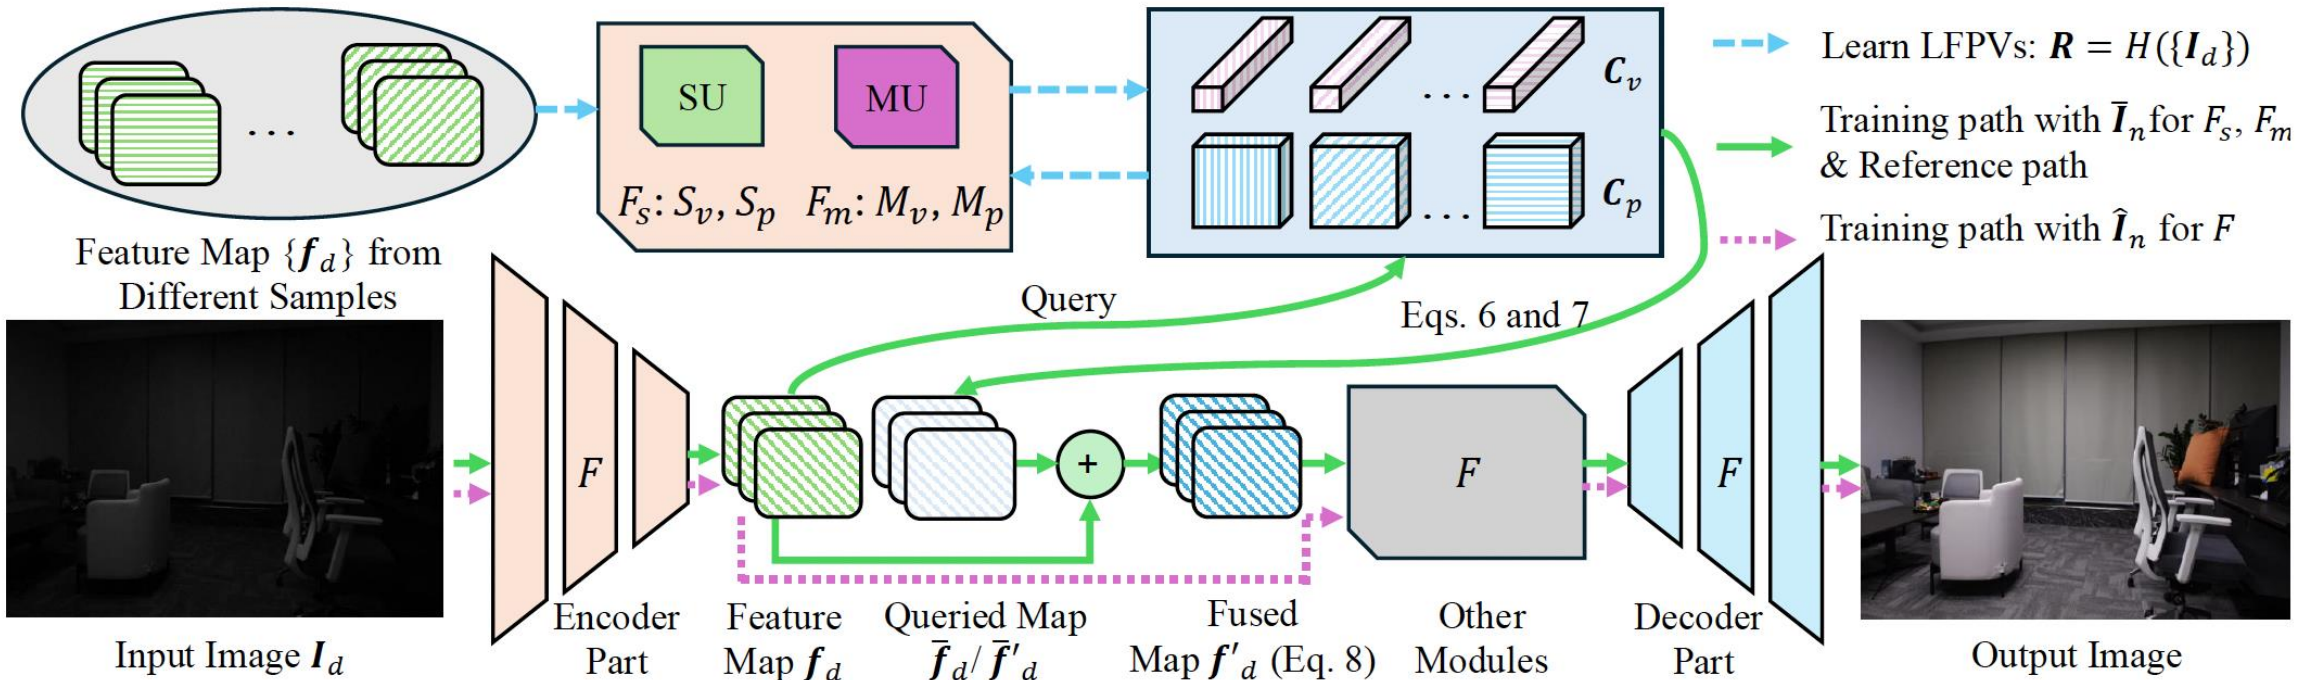 SU
MU
F_s: S_v, S_p
F_m: M_v, M_p
. . .
. . .
C_v
. . .
C_p
Learn LFPVs: R = H({I_d})
Training path with Ī_n for F_s, F_m
& Reference path
Training path with Î_n for F
Feature Map {f_d} from
Different Samples
Query
Eqs. 6 and 7
F
+
F
F
Input Image I_d
Encoder
Part
Feature
Map f_d
Queried Map
f̄_d/ f̄'_d
Fused
Map f'_d (Eq. 8)
Other
Modules
Decoder
Part
Output Image